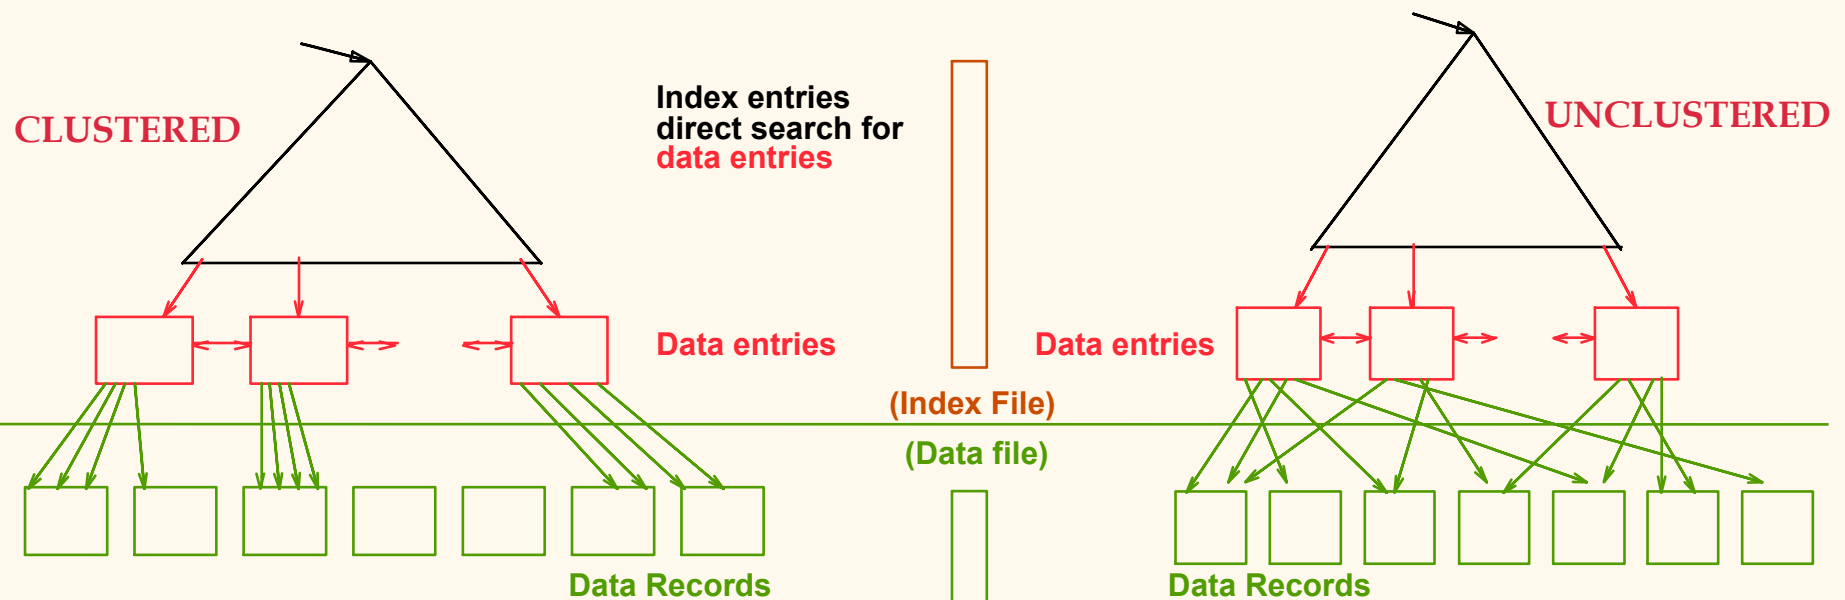 CLUSTERED
Index entries
direct search for
data entries
UNCLUSTERED
Data entries
Data entries
(Index File)
(Data file)
Data Records
Data Records